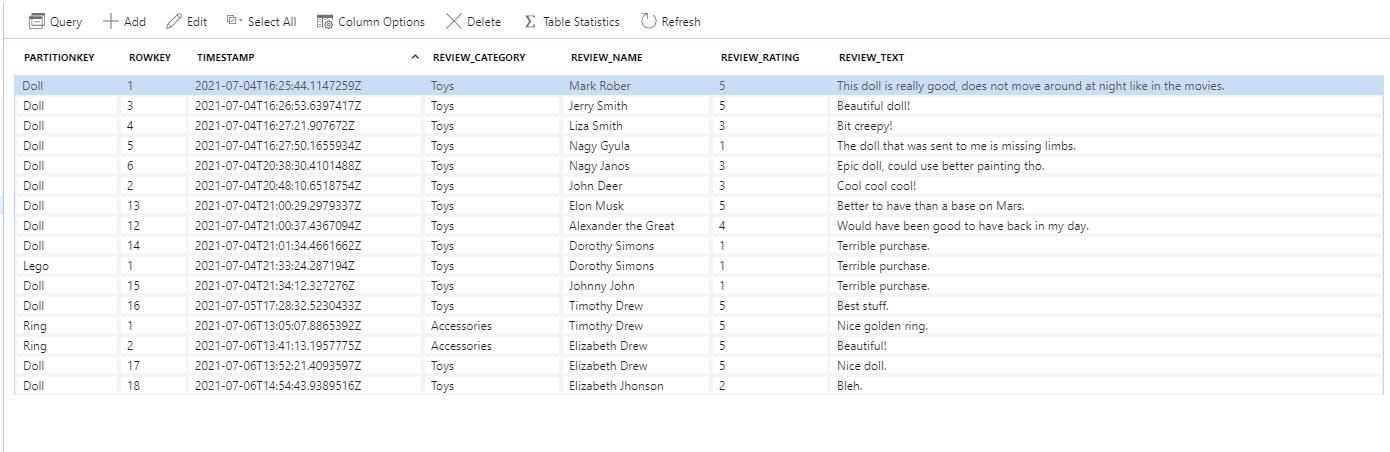 Query Add Edit Select All Column Options Delete Table Statistics Refresh
PARTITIONKEY ROWKEY TIMESTAMP REVIEW_CATEGORY REVIEW_NAME REVIEW_RATING REVIEW_TEXT
Doll 1 2021-07-04T16:25:44.1147259Z Toys Mark Rober 5 This doll is really good, does not move around at night like in the movies.
Doll 3 2021-07-04T16:26:53.6397417Z Toys Jerry Smith 5 Beautiful doll!
Doll 4 2021-07-04T16:27:21.907672Z Toys Liza Smith 3 Bit creepy!
Doll 5 2021-07-04T16:27:50.1655934Z Toys Nagy Gyula 1 The doll that was sent to me is missing limbs.
Doll 6 2021-07-04T20:38:30.4101488Z Toys Nagy Janos 3 Epic doll, could use better painting tho.
Doll 2 2021-07-04T20:48:10.6518754Z Toys John Deer 3 Cool cool cool!
Doll 13 2021-07-04T21:00:29.2979337Z Toys Elon Musk 5 Better to have than a base on Mars.
Doll 12 2021-07-04T21:00:37.4367094Z Toys Alexander the Great 4 Would have been good to have back in my day.
Doll 14 2021-07-04T21:01:34.4661662Z Toys Dorothy Simons 1 Terrible purchase.
Lego 1 2021-07-04T21:33:24.287194Z Toys Dorothy Simons 1 Terrible purchase.
Doll 15 2021-07-04T21:34:12.327276Z Toys Johnny John 1 Terrible purchase.
Doll 16 2021-07-05T17:28:32.5230433Z Toys Timothy Drew 5 Best stuff.
Ring 1 2021-07-06T13:05:07.8865392Z Accessories Timothy Drew 5 Nice golden ring.
Ring 2 2021-07-06T13:41:13.1957775Z Accessories Elizabeth Drew 5 Beautiful!
Doll 17 2021-07-06T13:52:21.4093597Z Toys Elizabeth Drew 5 Nice doll.
Doll 18 2021-07-06T14:54:43.9389516Z Toys Elizabeth Jhonson 2 Bleh.